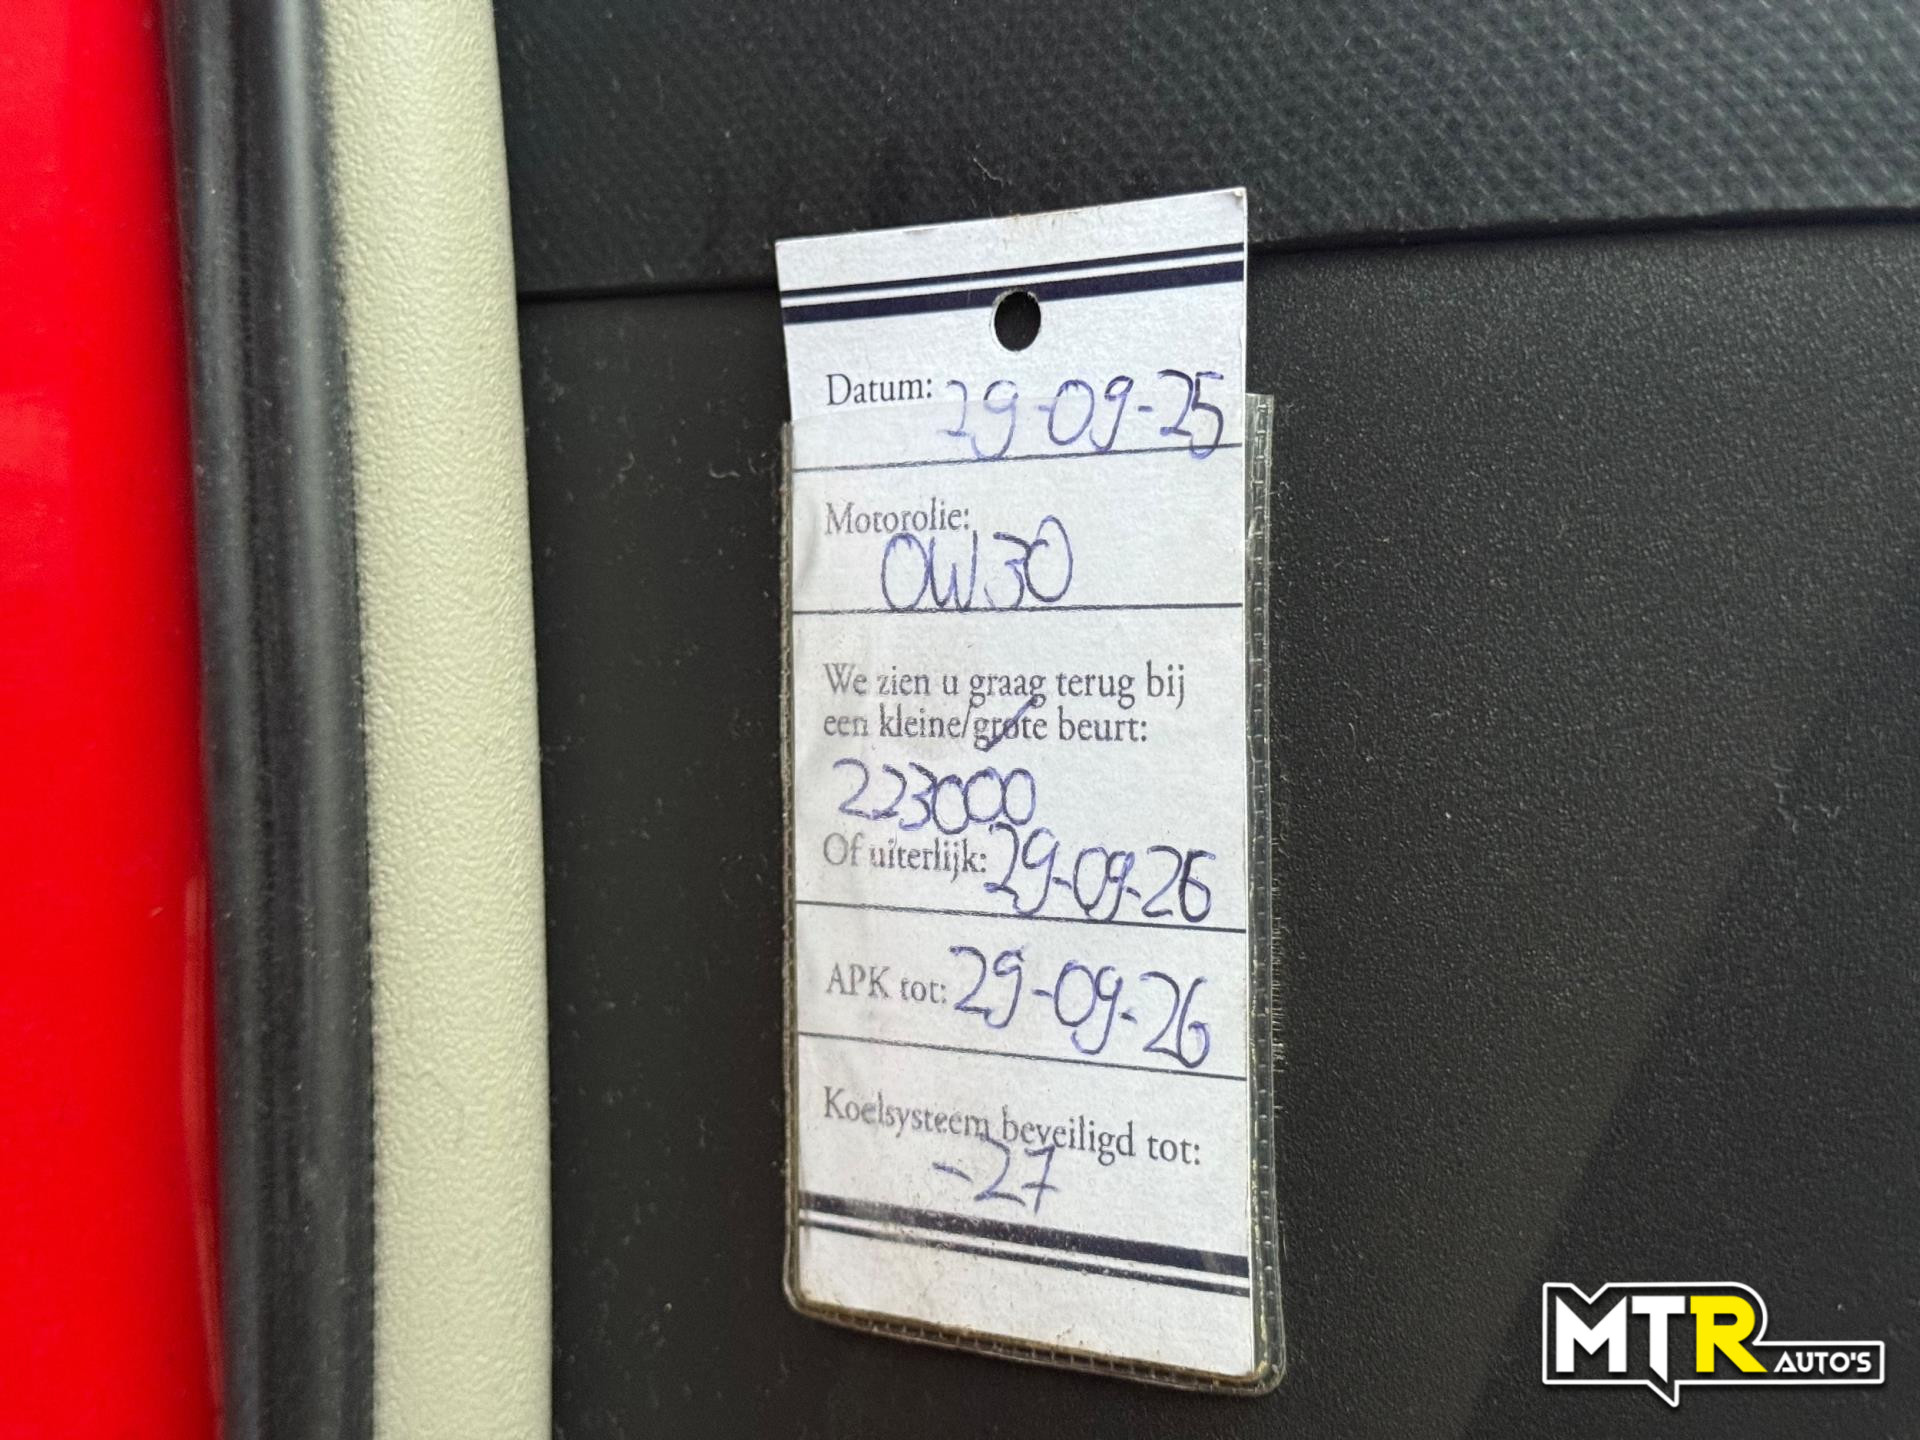 Datum: 29-09-25
Motorolie:
0W30
We zien u graag terug bij
een kleine/grote beurt:
223000
Of uiterlijk: 29-09-26
APK tot: 29-09-26
Koelsysteem beveiligd tot:
-27
MTR AUTO'S